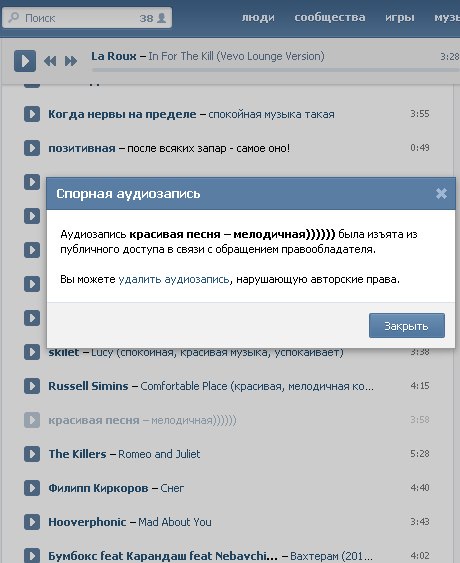 Поиск 38 люди сообщества игры музы
La Roux – In For The Kill (Vevo Lounge Version) 3:28
Когда нервы на пределе – спокойная музыка такая 3:55
позитивная – после всяких запар - самое оно! 0:49
Спорная аудиозапись
Аудиозапись красивая песня – мелодичная)))))) была изъята из
публичного доступа в связи с обращением правообладателя.
Вы можете удалить аудиозапись, нарушающую авторские права.
Закрыть
skilet – Lucy (спокойная, красивая музыка, успокаивает) 3:38
Russell Simins – Comfortable Place (красивая, мелодичная ко... 4:15
красивая песня – мелодичная)))))) 3:58
The Killers – Romeo and Juliet 5:28
Филипп Киркоров – Снег 4:40
Hooverphonic – Mad About You 3:43
Бумбокс feat Карандаш feat Nebaychi... – Вахтерам (201... 4:02